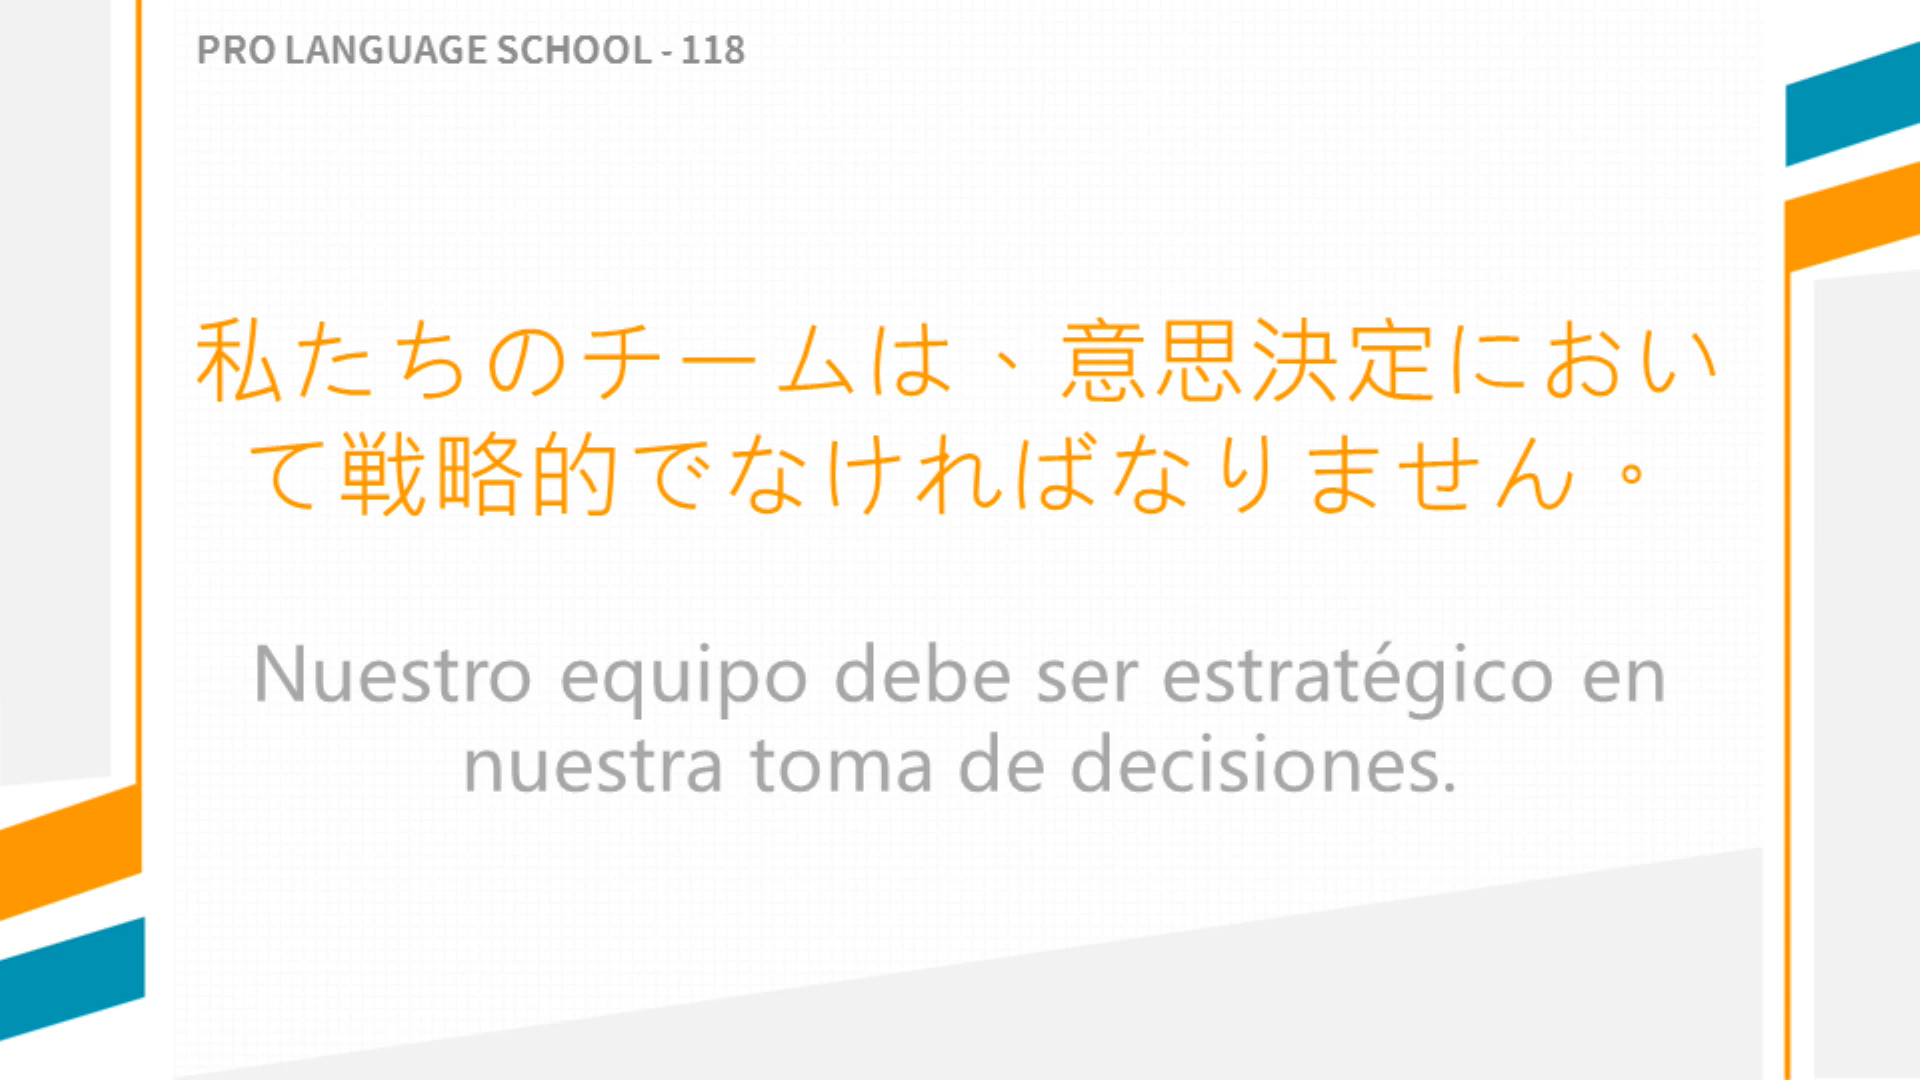 PRO LANGUAGE SCHOOL - 118
私たちのチームは、意思決定におい
て戦略的でなければなりません。
Nuestro equipo debe ser estratégico en
nuestra toma de decisiones.